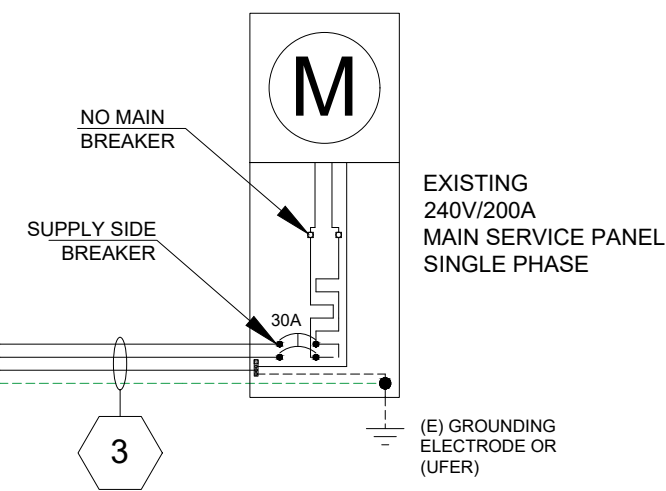 M
NO MAIN
BREAKER
EXISTING
240V/200A
MAIN SERVICE PANEL
SINGLE PHASE
SUPPLY SIDE
BREAKER
30A
3
(E) GROUNDING
ELECTRODE OR
(UFER)